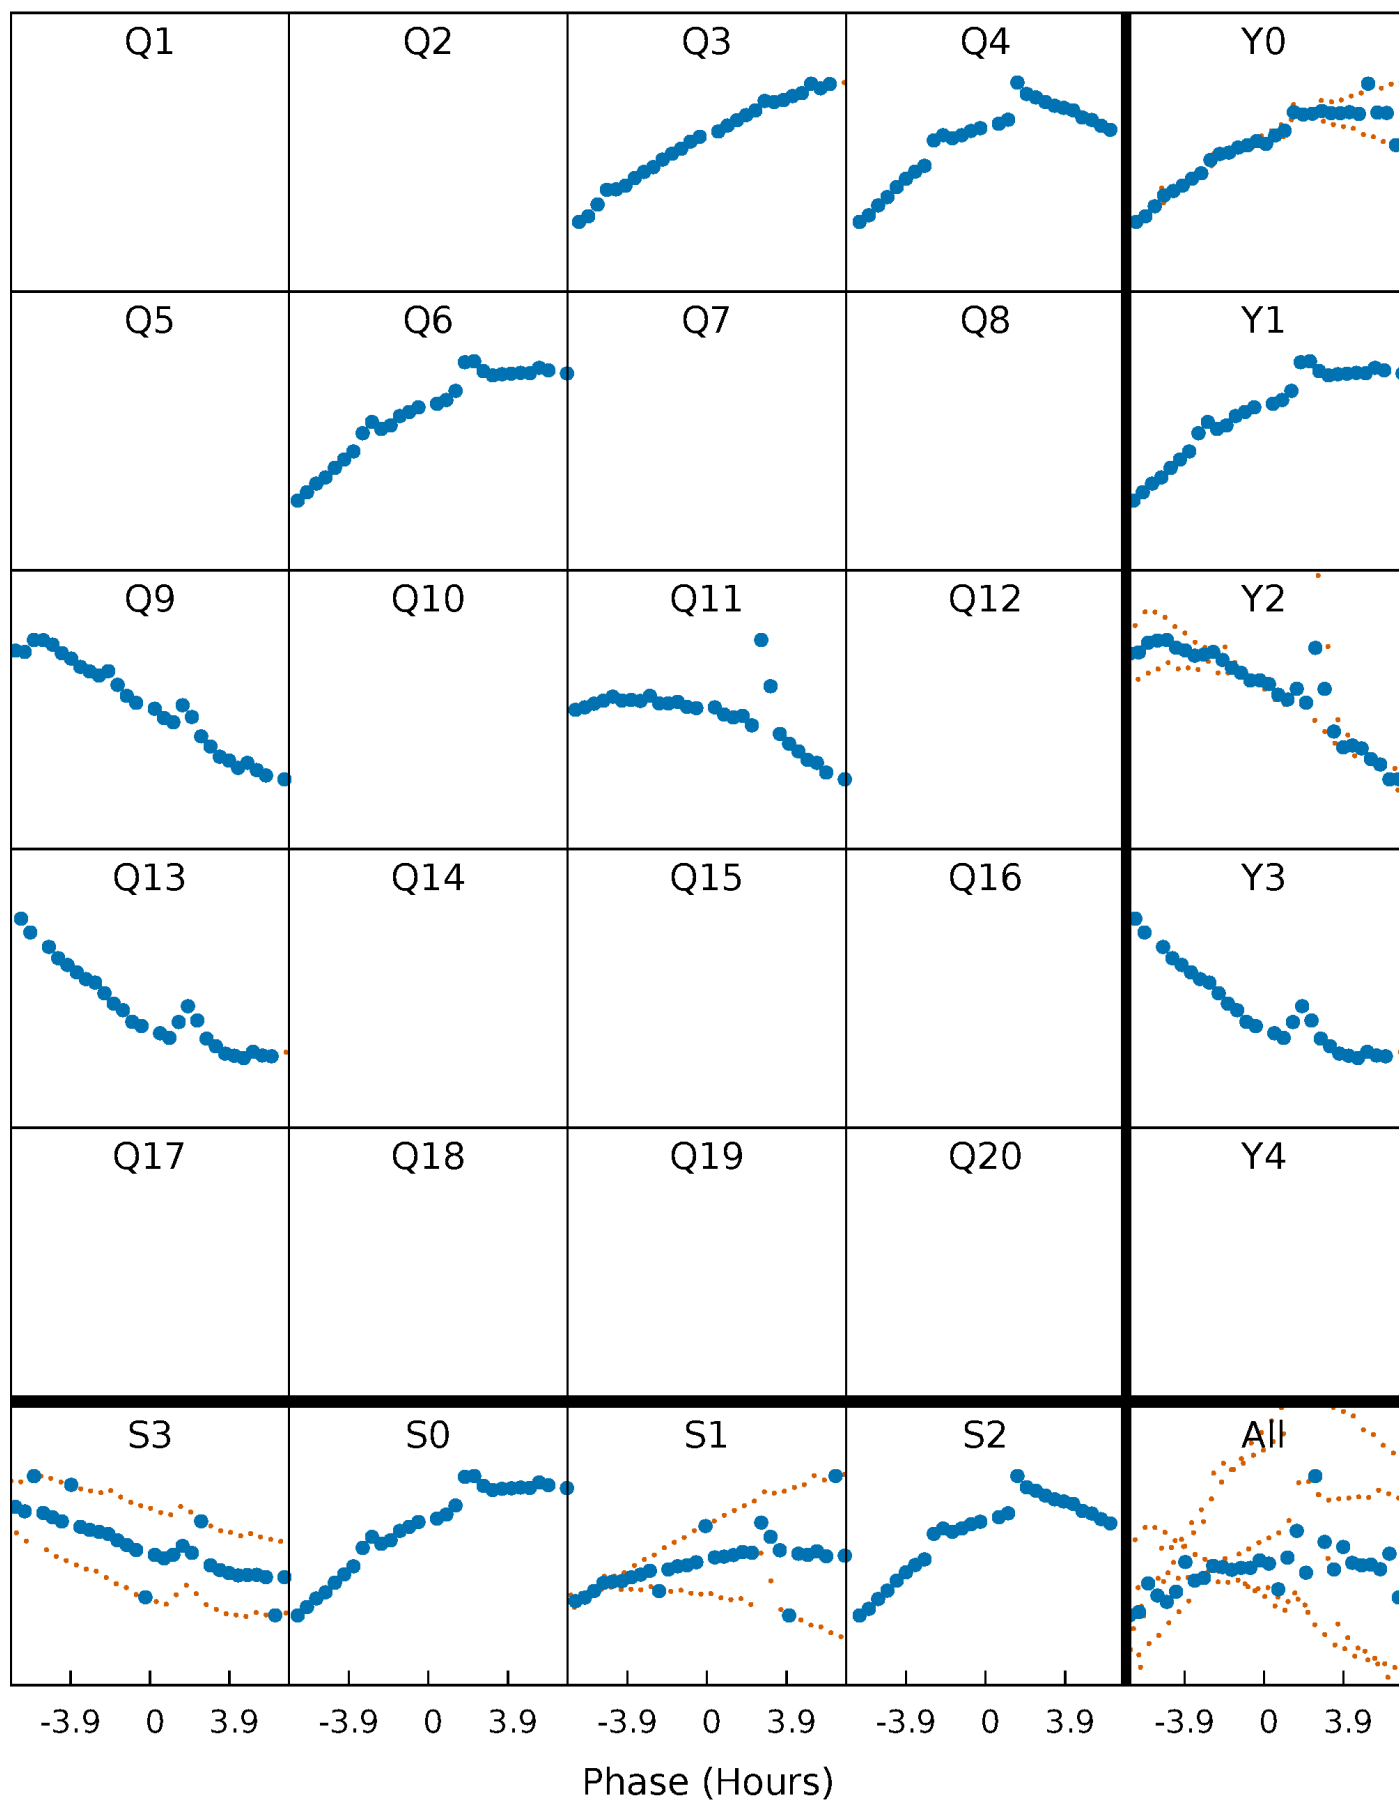 Q1 Q2 Q3 Q4 Y0
Q5 Q6 Q7 Q8 Y1
Q9 Q10 Q11 Q12 Y2
Q13 Q14 Q15 Q16 Y3
Q17 Q18 Q19 Q20 Y4
S3 S0 S1 S2 All
-3.9 0 3.9 -3.9 0 3.9 -3.9 0 3.9 -3.9 0 3.9 -3.9 0 3.9
Phase (Hours)